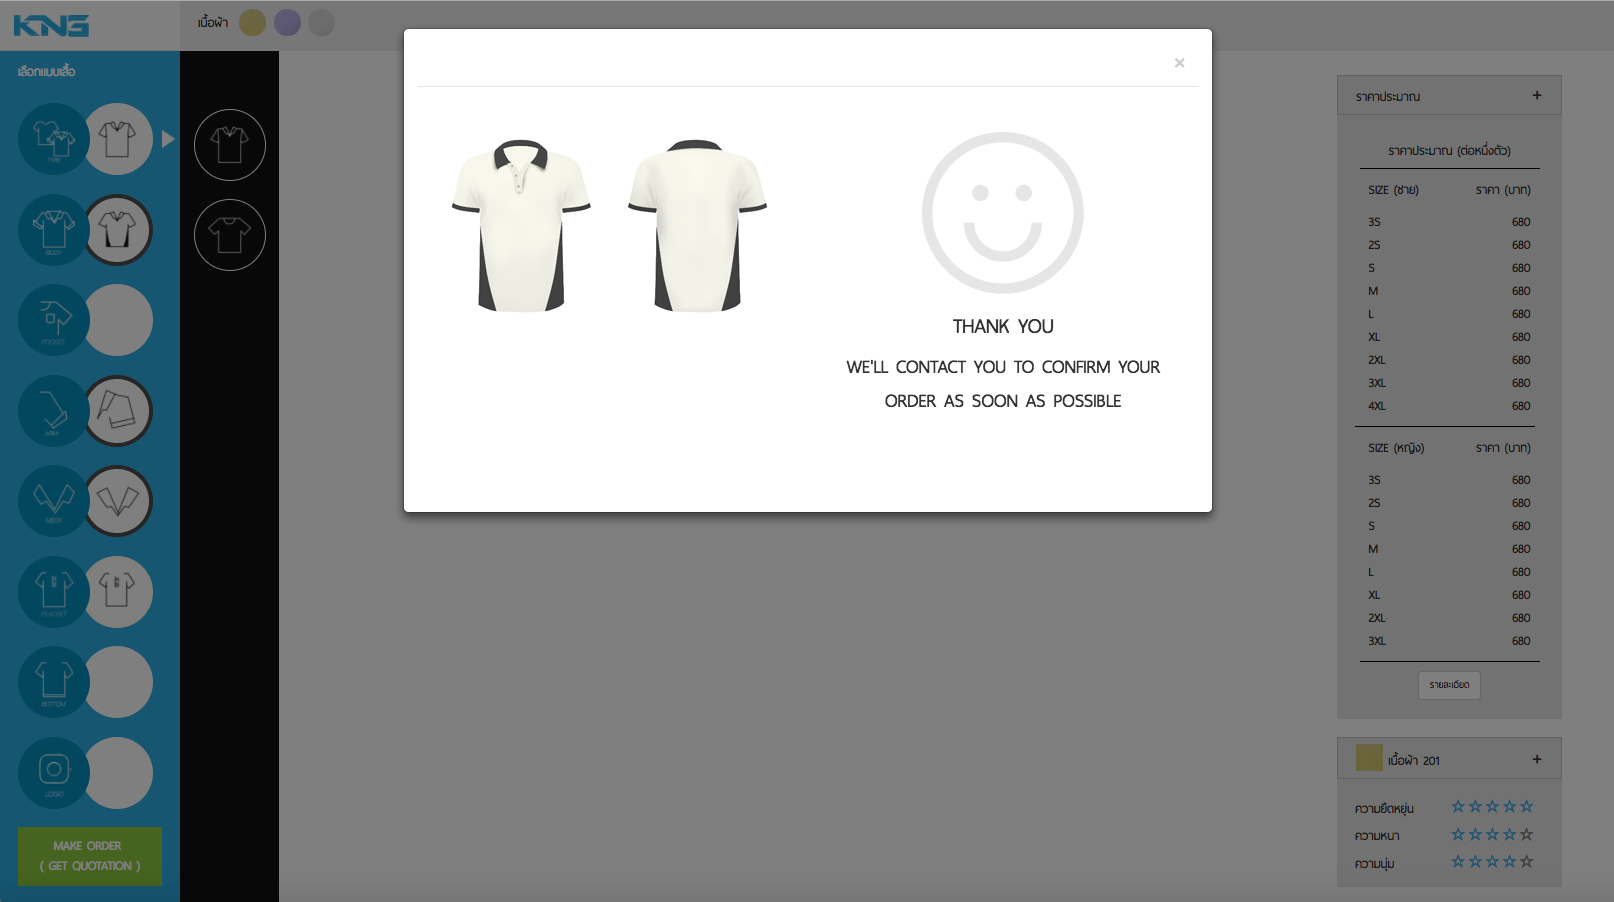 KNG
เนื้อผ้า
×
เลือกแบบเสื้อ
TYPE
BODY
POCKET
ARM
NECK
PLACKET
BOTTOM
LOGO
MAKE ORDER
( GET QUOTATION )
THANK YOU
WE'LL CONTACT YOU TO CONFIRM YOUR
ORDER AS SOON AS POSSIBLE
ราคาประมาณ +
ราคาประมาณ (ต่อหนึ่งตัว)
SIZE (ชาย) ราคา (บาท)
3S 680
2S 680
S 680
M 680
L 680
XL 680
2XL 680
3XL 680
4XL 680
SIZE (หญิง) ราคา (บาท)
3S 680
2S 680
S 680
M 680
L 680
XL 680
2XL 680
3XL 680
รายละเอียด
เนื้อผ้า 201 +
ความยืดหยุ่น
ความหนา
ความนุ่ม